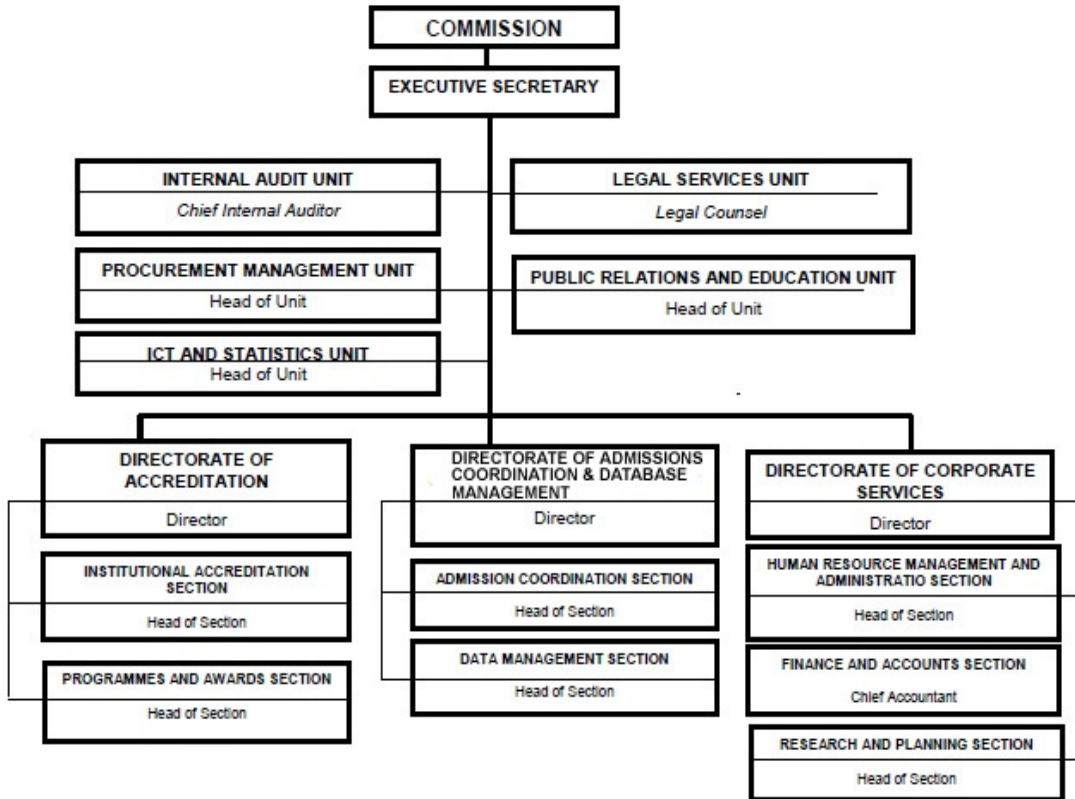 COMMISSION
EXECUTIVE SECRETARY
INTERNAL AUDIT UNIT
Chief Internal Auditor
LEGAL SERVICES UNIT
Legal Counsel
PROCUREMENT MANAGEMENT UNIT
Head of Unit
PUBLIC RELATIONS AND EDUCATION UNIT
Head of Unit
ICT AND STATISTICS UNIT
Head of Unit
DIRECTORATE OF
ACCREDITATION
Director
INSTITUTIONAL ACCREDITATION
SECTION
Head of Section
PROGRAMMES AND AWARDS SECTION
Head of Section
DIRECTORATE OF ADMISSIONS
COORDINATION & DATABASE
MANAGEMENT
Director
ADMISSION COORDINATION SECTION
Head of Section
DATA MANAGEMENT SECTION
Head of Section
DIRECTORATE OF CORPORATE
SERVICES
Director
HUMAN RESOURCE MANAGEMENT AND
ADMINISTRATIO SECTION
Head of Section
FINANCE AND ACCOUNTS SECTION
Chief Accountant
RESEARCH AND PLANNING SECTION
Head of Section